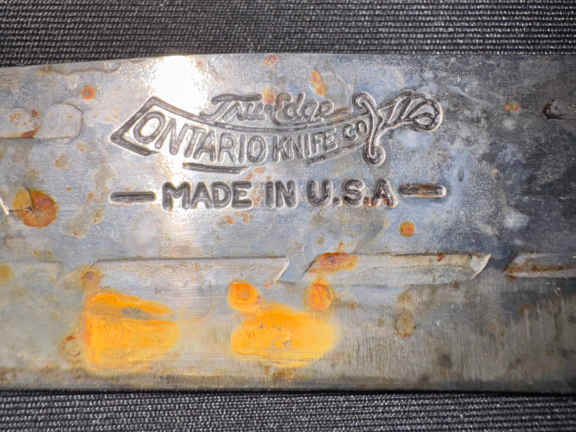 Tru-Edge
ONTARIO KNIFE CO
— MADE IN U.S.A —